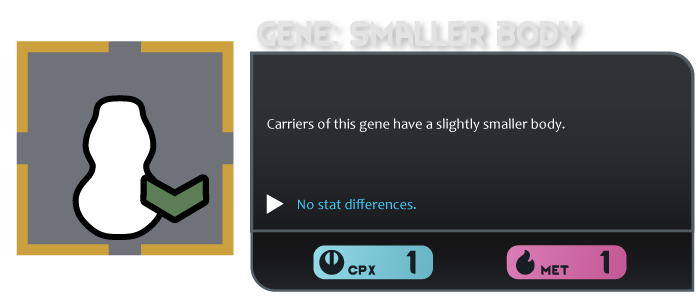 GENE: SMALLER BODY
Carriers of this gene have a slightly smaller body.
No stat differences.
CPX 1
MET 1